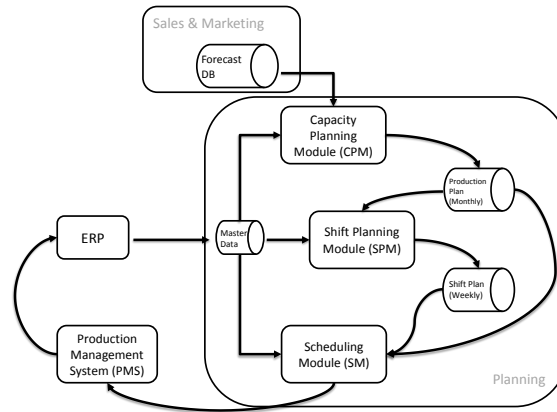 Sales & Marketing
Forecast
DB
Capacity
Planning
Module (CPM)
Production
Plan
(Monthly)
ERP
Master
Data
Shift Planning
Module (SPM)
Shift Plan
(Weekly)
Production
Management
System (PMS)
Scheduling
Module (SM)
Planning